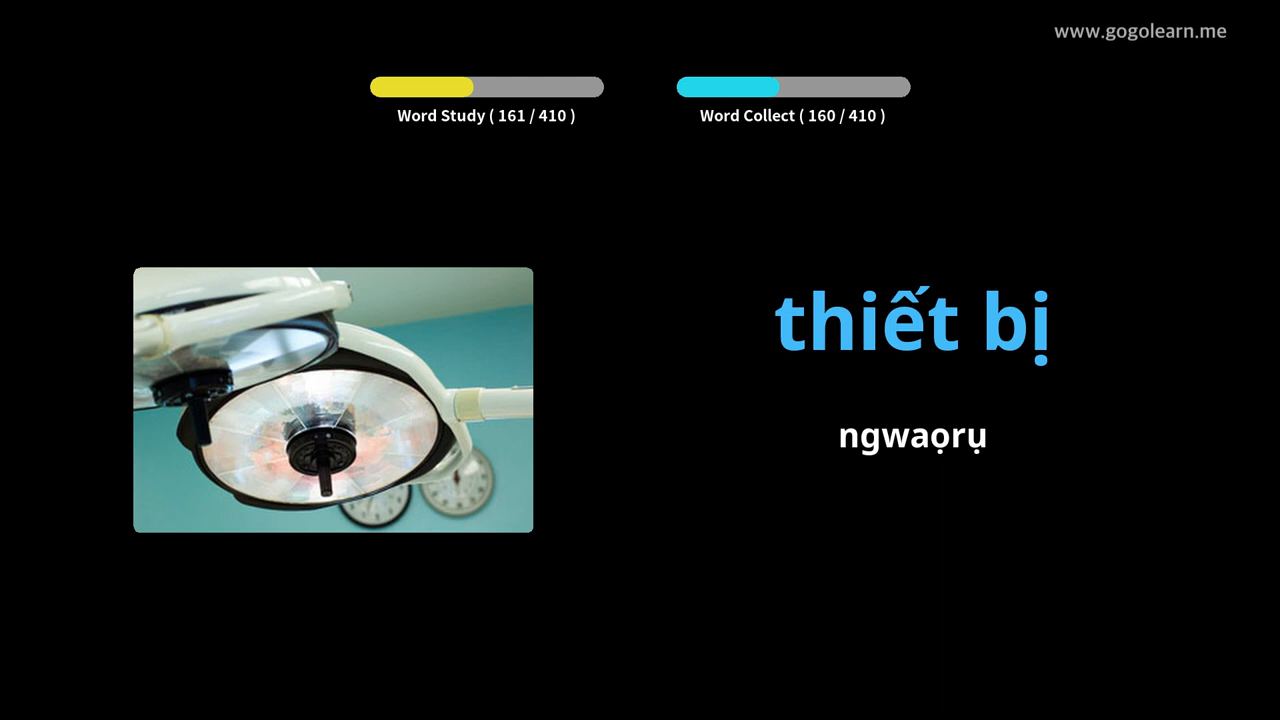 www.gogolearn.me
Word Study ( 161 / 410 )
Word Collect ( 160 / 410 )
thiết bị
ngwaọrụ